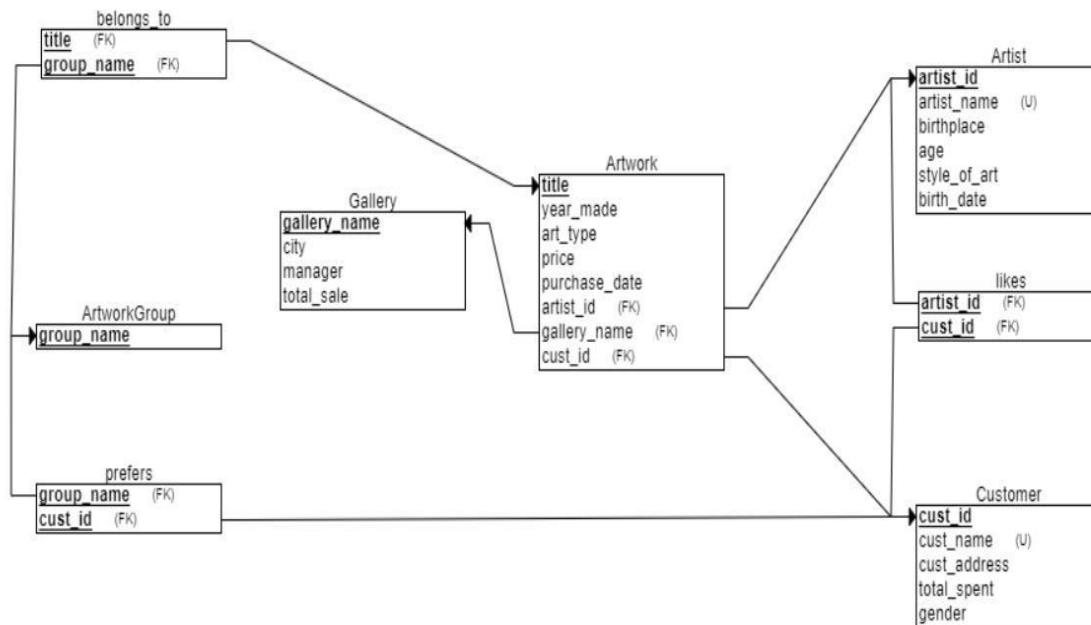 belongs_to
title (FK)
group_name (FK)
Artist
artist_id
artist_name (U)
birthplace
age
style_of_art
birth_date
Artwork
title
year_made
art_type
price
purchase_date
artist_id (FK)
gallery_name (FK)
cust_id (FK)
Gallery
gallery_name
city
manager
total_sale
likes
artist_id (FK)
cust_id (FK)
ArtworkGroup
group_name
prefers
group_name (FK)
cust_id (FK)
Customer
cust_id
cust_name (U)
cust_address
total_spent
gender